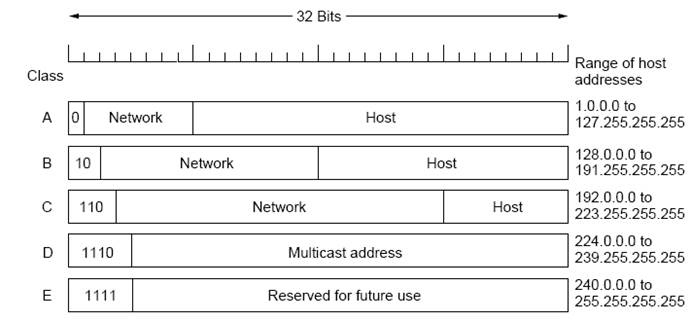 32 Bits
Class
Range of host
addresses
A
0
Network
Host
1.0.0.0 to
127.255.255.255
B
10
Network
Host
128.0.0.0 to
191.255.255.255
C
110
Network
Host
192.0.0.0 to
223.255.255.255
D
1110
Multicast address
224.0.0.0 to
239.255.255.255
E
1111
Reserved for future use
240.0.0.0 to
255.255.255.255